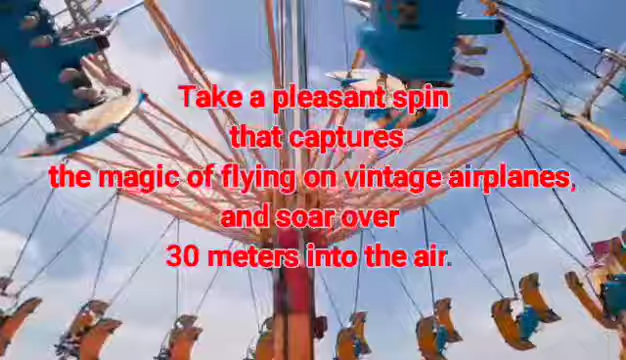 Take a pleasant spin
that captures
the magic of flying on vintage airplanes,
and soar over
30 meters into the air.